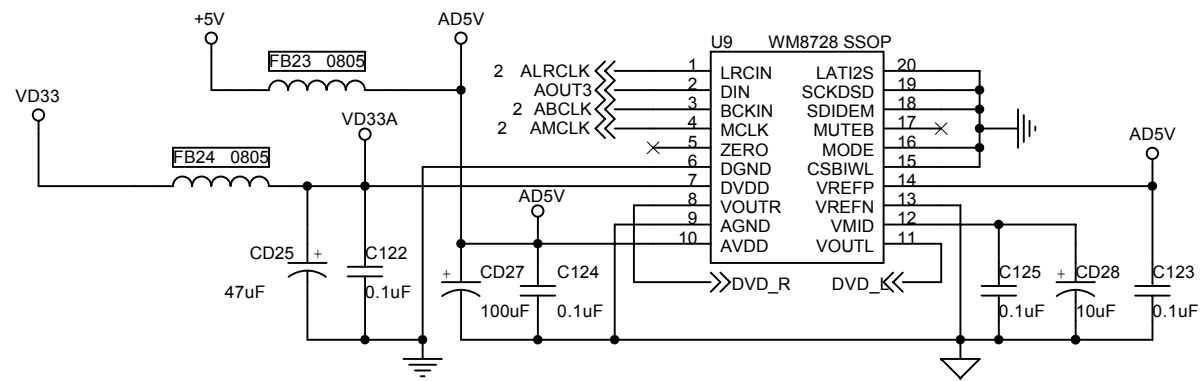 +5V
AD5V
U9 WM8728 SSOP
FB23 0805
VD33
VD33A
FB24 0805
2 ALRCLK
AOUT3
2 ABCLK
2 AMCLK
1 LRCIN
2 DIN
3 BCKIN
4 MCLK
5 ZERO
6 DGND
7 DVDD
8 VOUTR
9 AGND
10 AVDD
LATI2S 20
SCKDSD 19
SDIDEM 18
MUTEB 17
MODE 16
CSBIWL 15
VREFP 14
VREFN 13
VMID 12
VOUTL 11
AD5V
AD5V
CD25 +
47uF
C122
0.1uF
+ CD27
100uF
C124
0.1uF
DVD_R
DVD_L
C125
0.1uF
+ CD28
10uF
C123
0.1uF